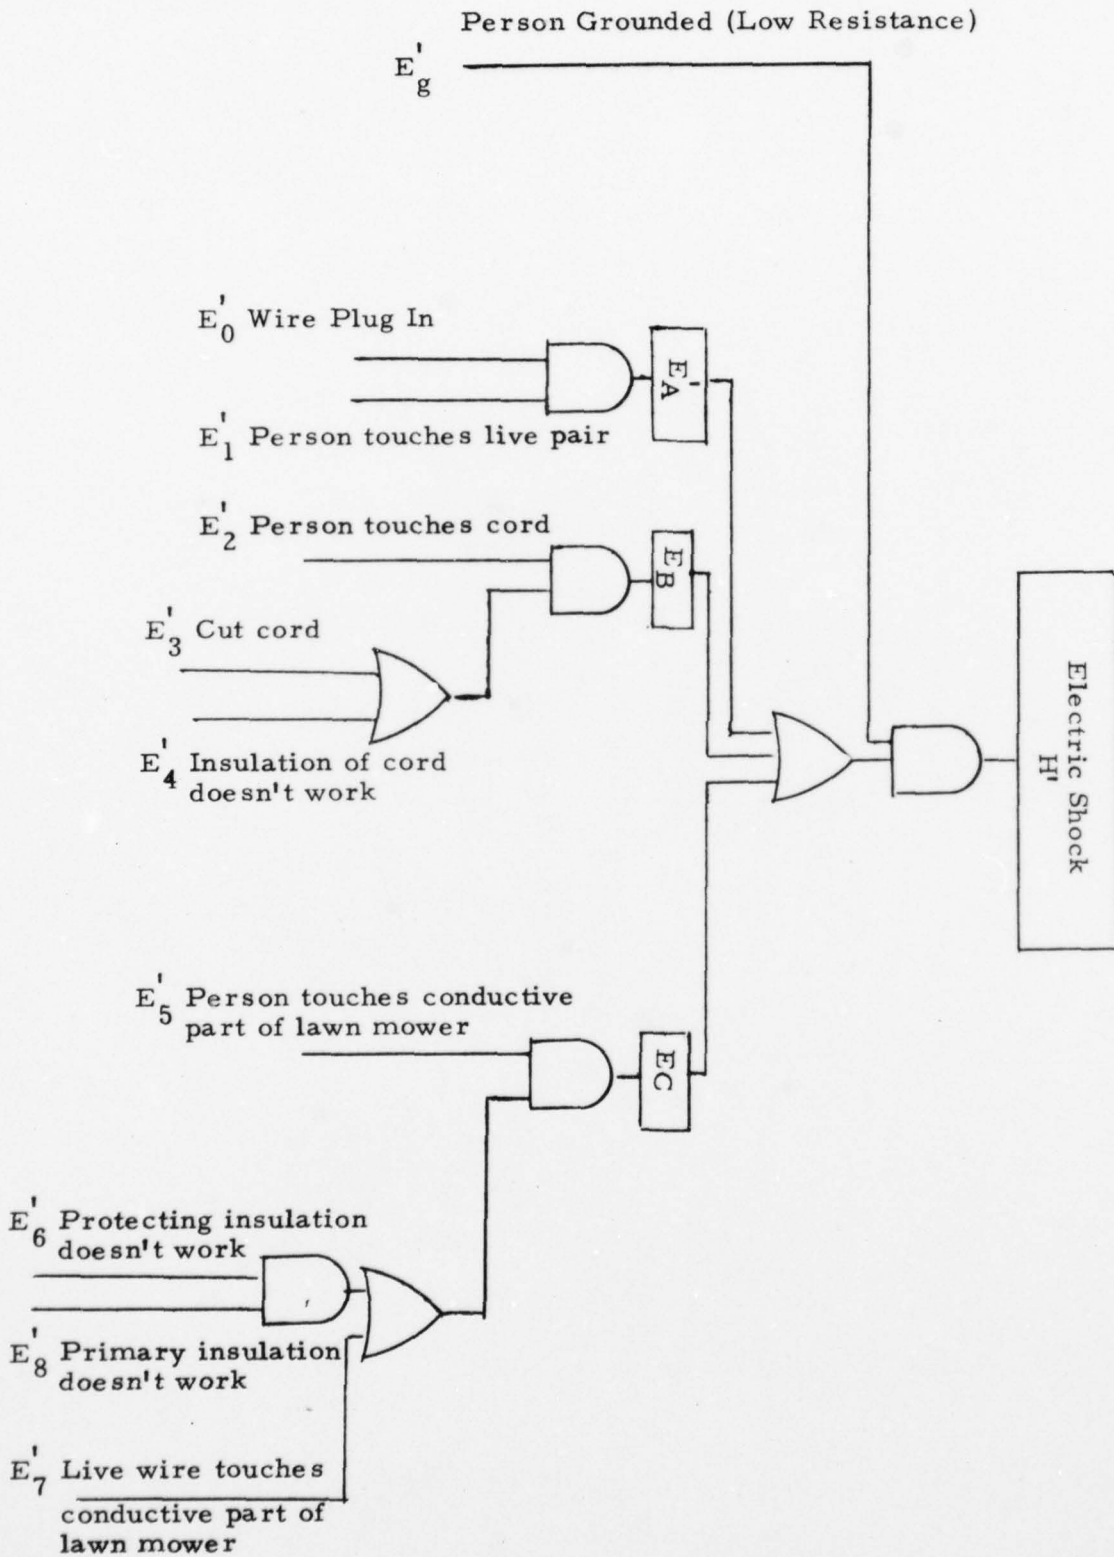 Person Grounded (Low Resistance)
E'g
E'0 Wire Plug In
E'A
E'1 Person touches live pair
E'2 Person touches cord
EB
E'3 Cut cord
E'4 Insulation of cord
doesn't work
Electric Shock
H'
E'5 Person touches conductive
part of lawn mower
EC
E'6 Protecting insulation
doesn't work
E'8 Primary insulation
doesn't work
E'7 Live wire touches
conductive part of
lawn mower